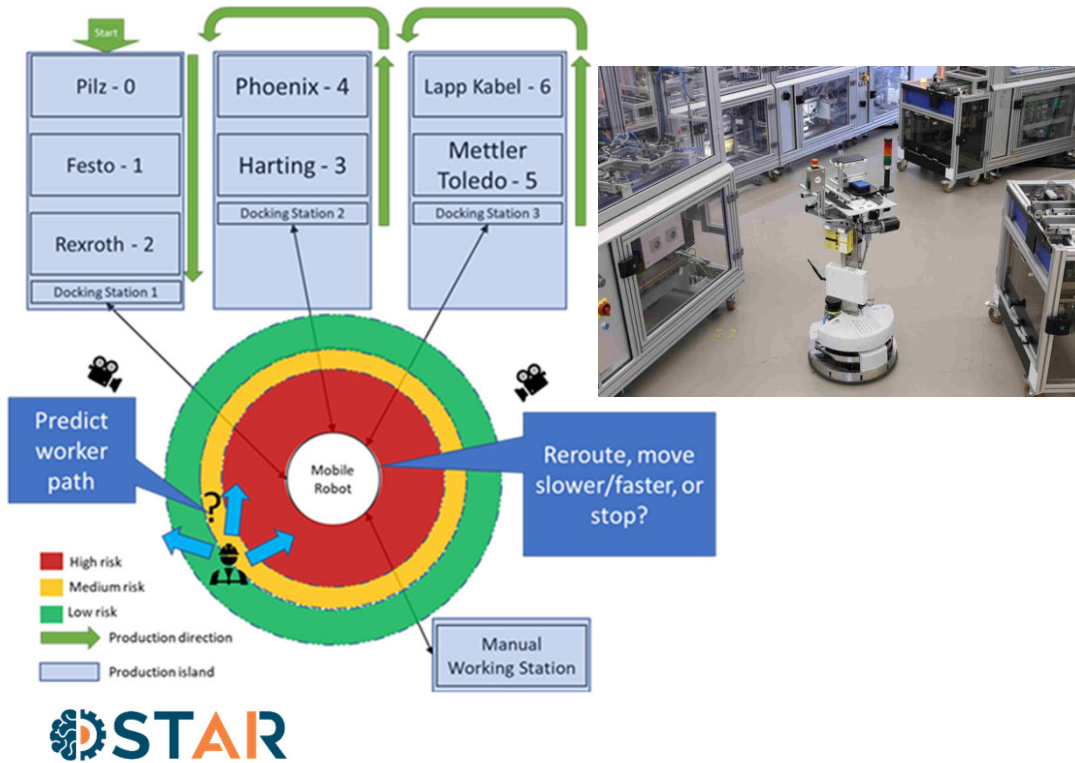 Start
Pilz - 0
Festo - 1
Rexroth - 2
Docking Station 1
Phoenix - 4
Harting - 3
Docking Station 2
Lapp Kabel - 6
Mettler
Toledo - 5
Docking Station 3
Predict
worker
path
?
Mobile
Robot
Reroute, move
slower/faster, or
stop?
High risk
Medium risk
Low risk
Production direction
Production island
Manual
Working Station
STAIR